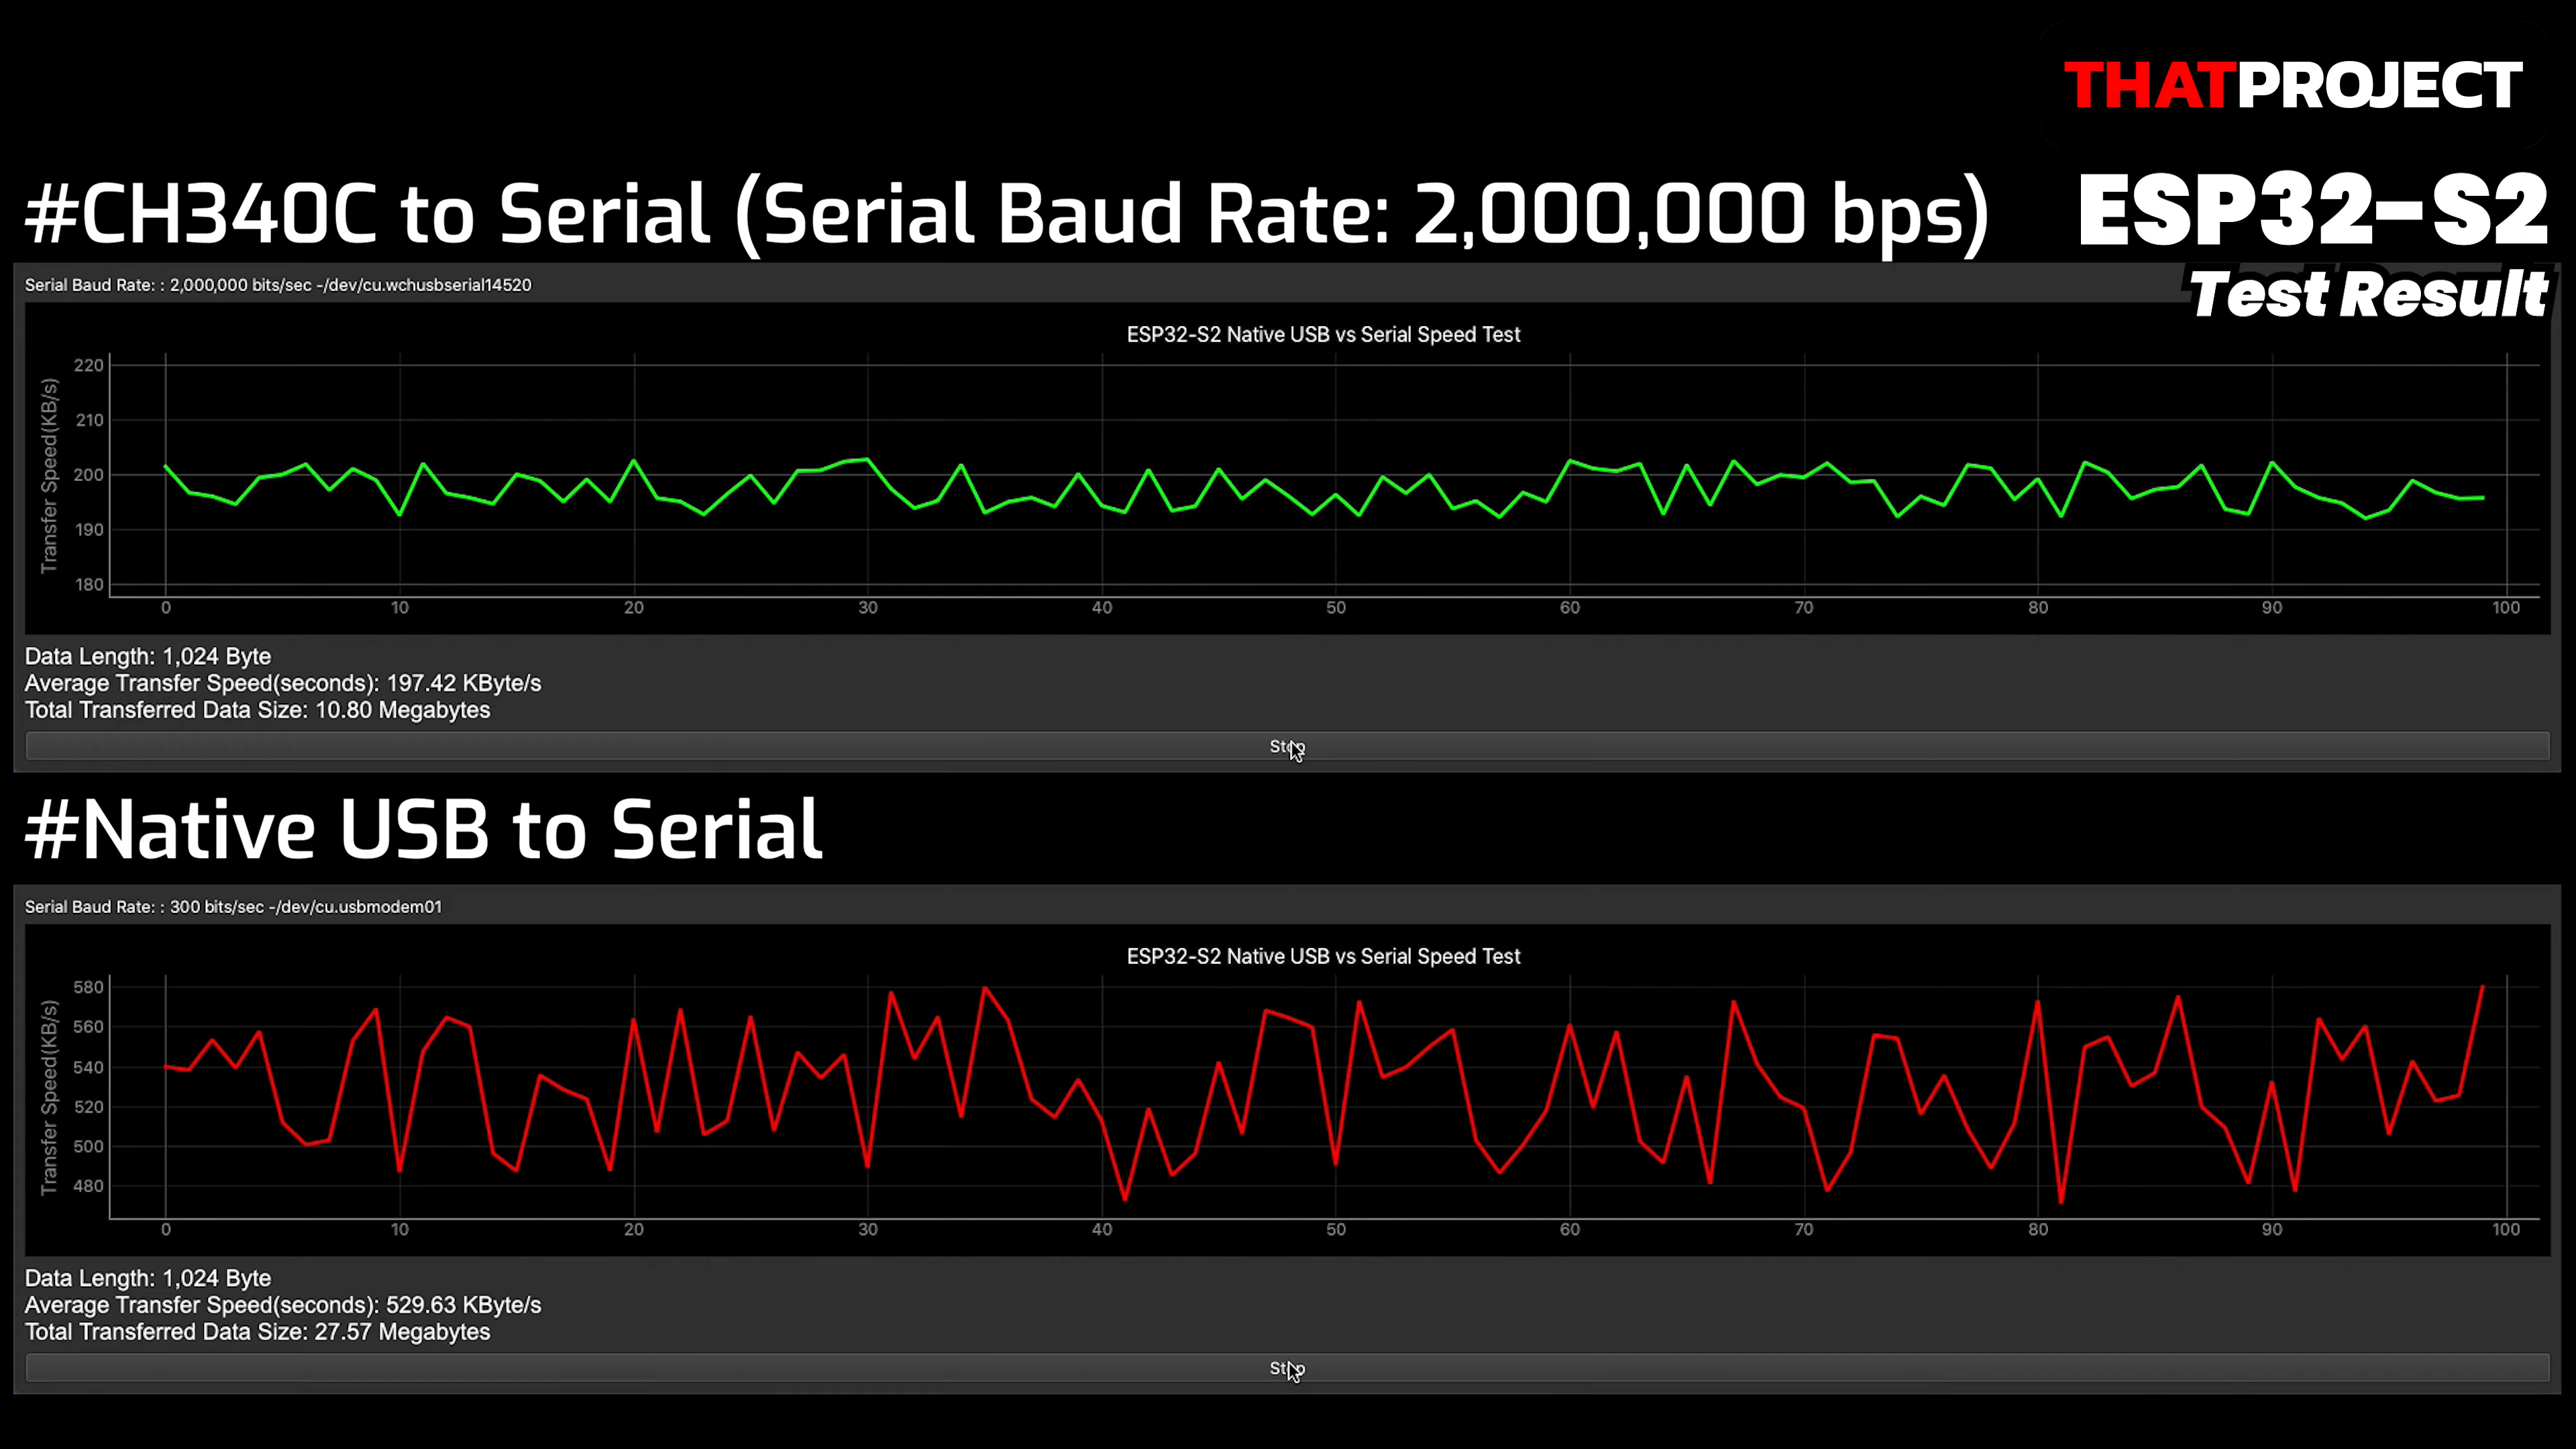 THATPROJECT
#CH340C to Serial (Serial Baud Rate: 2,000,000 bps)
ESP32-S2
Test Result
Serial Baud Rate: : 2,000,000 bits/sec -/dev/cu.wchusbserial14520
ESP32-S2 Native USB vs Serial Speed Test
Transfer Speed(KB/s)
220
210
200
190
180
0 10 20 30 40 50 60 70 80 90 100
Data Length: 1,024 Byte
Average Transfer Speed(seconds): 197.42 KByte/s
Total Transferred Data Size: 10.80 Megabytes
Stop
#Native USB to Serial
Serial Baud Rate: : 300 bits/sec -/dev/cu.usbmodem01
ESP32-S2 Native USB vs Serial Speed Test
Transfer Speed(KB/s)
580
560
540
520
500
480
0 10 20 30 40 50 60 70 80 90 100
Data Length: 1,024 Byte
Average Transfer Speed(seconds): 529.63 KByte/s
Total Transferred Data Size: 27.57 Megabytes
Stop